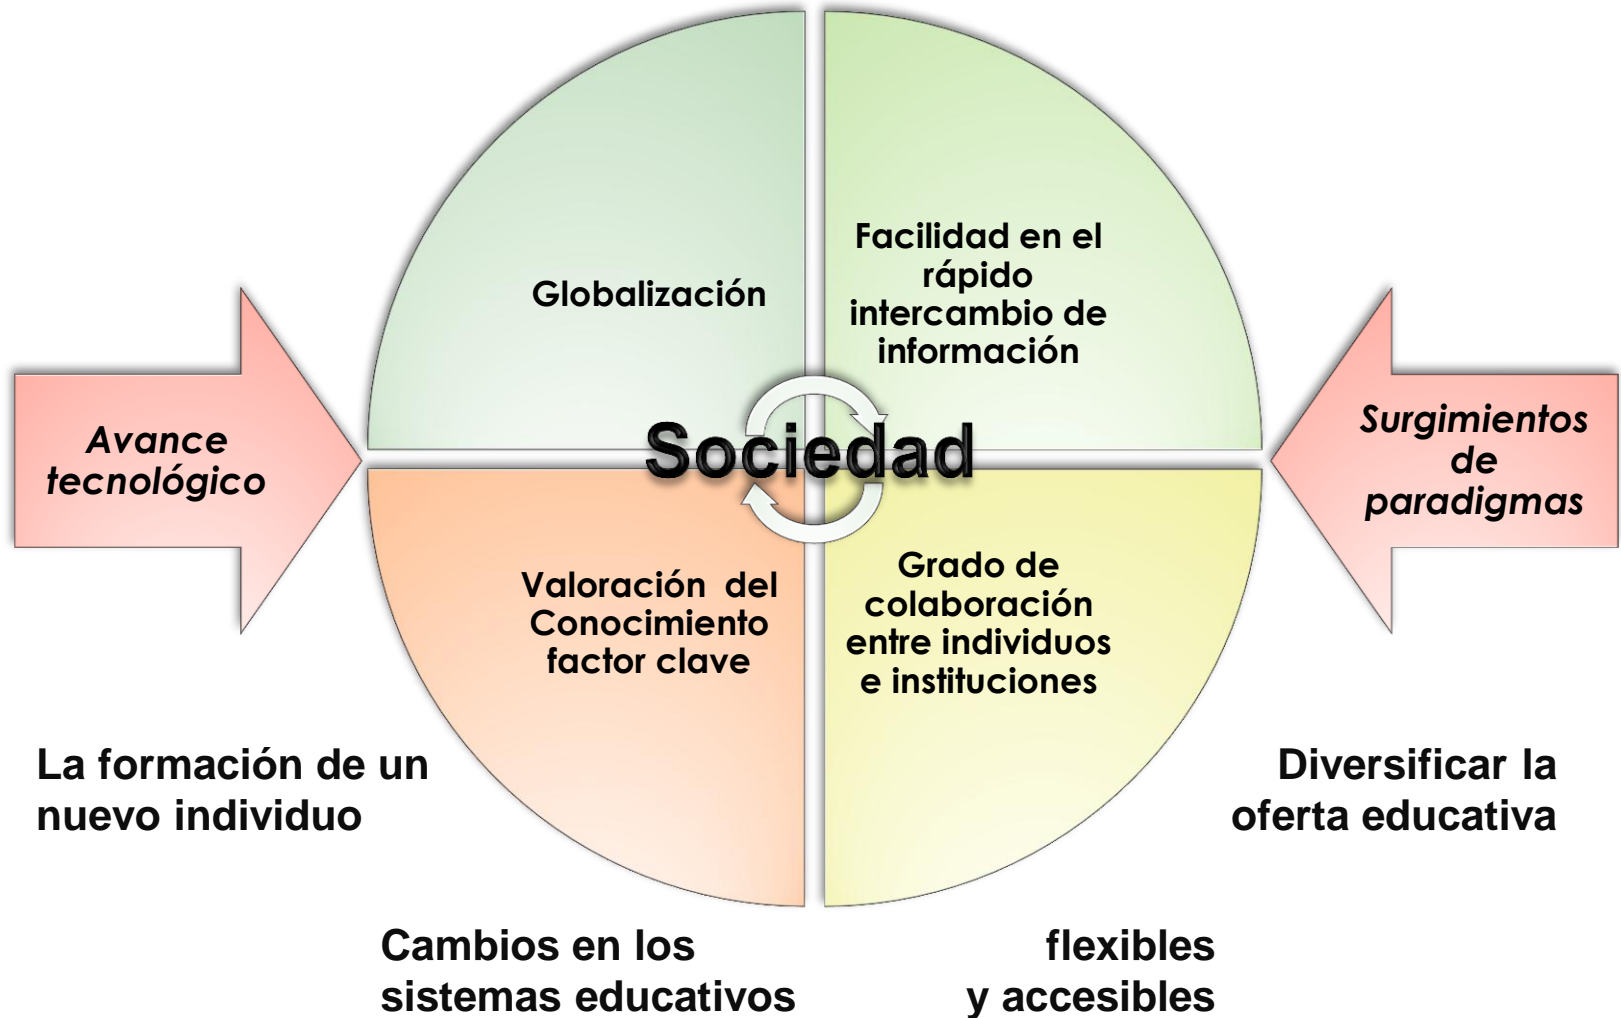 Globalización
Facilidad en el
rápido
intercambio de
información
Avance
tecnológico
Sociedad
Surgimientos
de
paradigmas
Valoración del
Conocimiento
factor clave
Grado de
colaboración
entre individuos
e instituciones
La formación de un
nuevo individuo
Diversificar la
oferta educativa
Cambios en los
sistemas educativos
flexibles
y accesibles